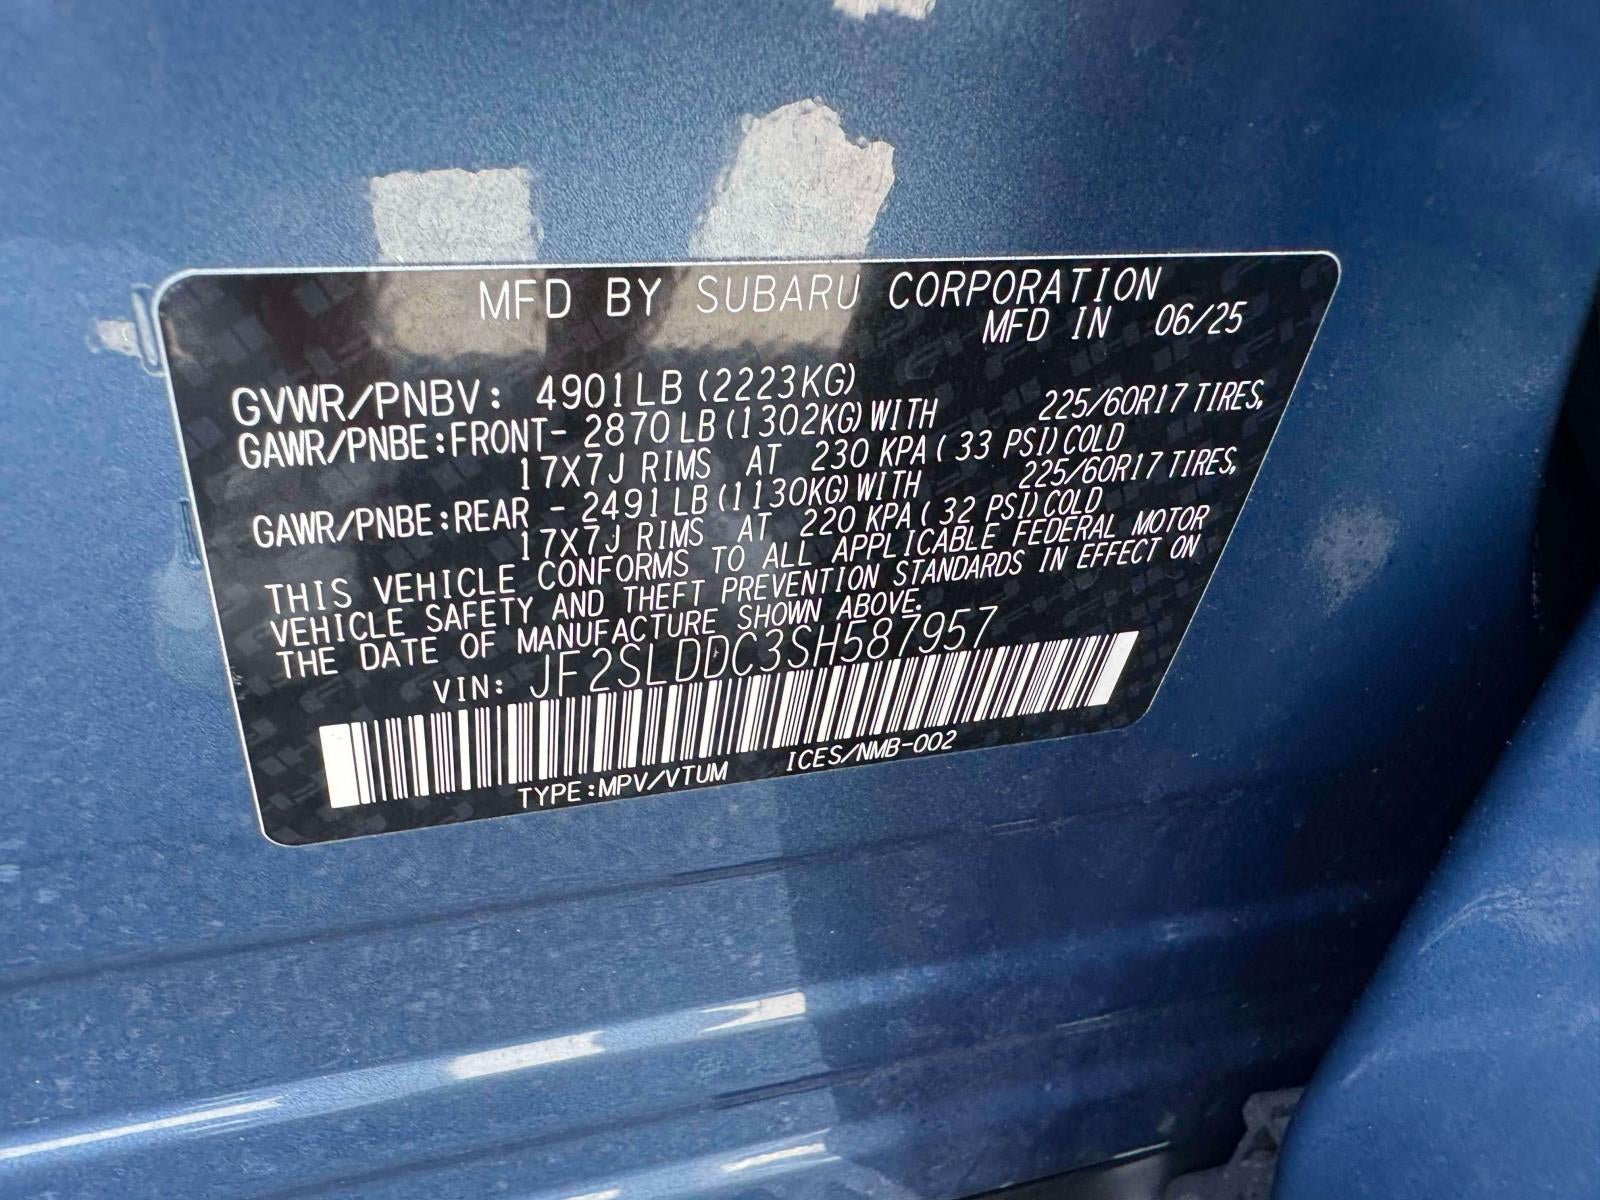 MFD BY SUBARU CORPORATION
MFD IN 06/25
GVWR/PNBV: 4901LB (2223KG)
GAWR/PNBE:FRONT- 2870LB (1302KG) WITH 225/60R17 TIRES,
17X7J RIMS AT 230 KPA ( 33 PSI) COLD
GAWR/PNBE:REAR - 2491LB (1130KG) WITH 225/60R17 TIRES,
17X7J RIMS AT 220 KPA ( 32 PSI) COLD
THIS VEHICLE CONFORMS TO ALL APPLICABLE FEDERAL MOTOR
VEHICLE SAFETY AND THEFT PREVENTION STANDARDS IN EFFECT ON
THE DATE OF MANUFACTURE SHOWN ABOVE.
VIN: JF2SLDDC3SH587957
TYPE:MPV/VTUM ICES/NMB-002